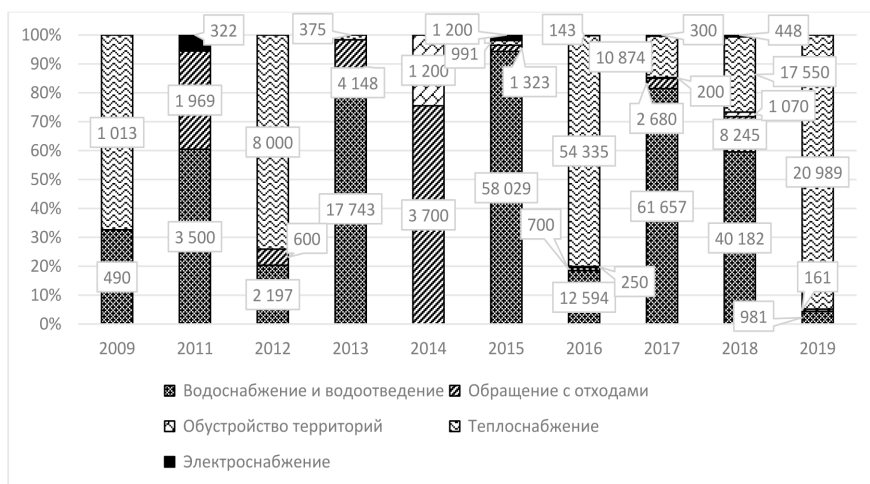 322 375 1 200 143 300 448
100%
991 10 874 17 550
90%
1 969 4 148 1 200 1 323 200
80%
2 680 1 070
70%
1 013 8 000 54 335 8 245
60%
20 989
50%
58 029
40%
17 743 61 657
3 500 3 700 700 40 182
30%
600
20%
490 250 161
2 197 12 594
10%
981
0%
2009 2011 2012 2013 2014 2015 2016 2017 2018 2019
Водоснабжение и водоотведение Обращение с отходами
Обустройство территорий Теплоснабжение
Электроснабжение